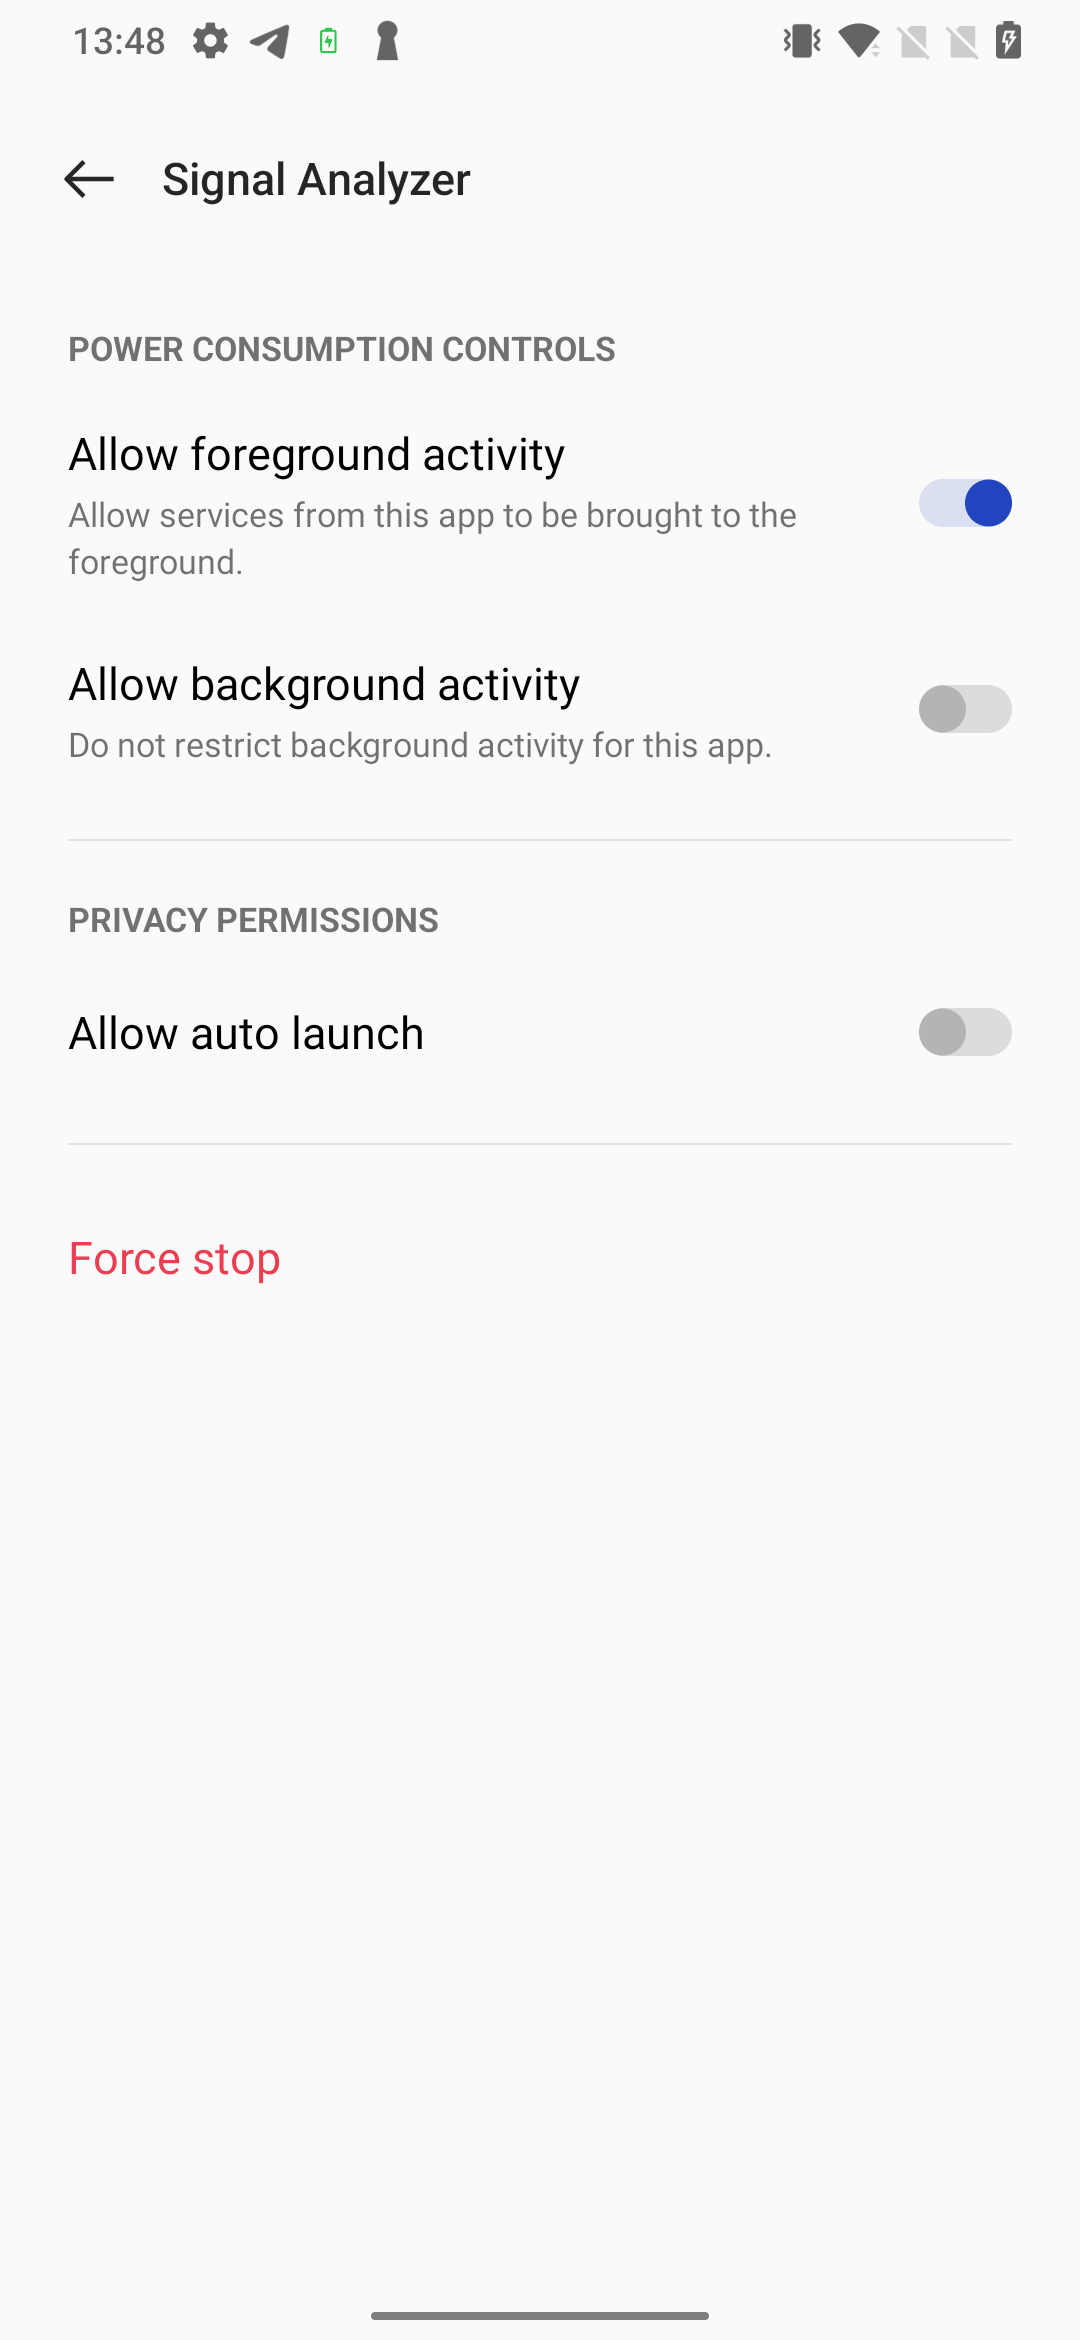 13:48
Signal Analyzer
POWER CONSUMPTION CONTROLS
Allow foreground activity
Allow services from this app to be brought to the
foreground.
Allow background activity
Do not restrict background activity for this app.
PRIVACY PERMISSIONS
Allow auto launch
Force stop